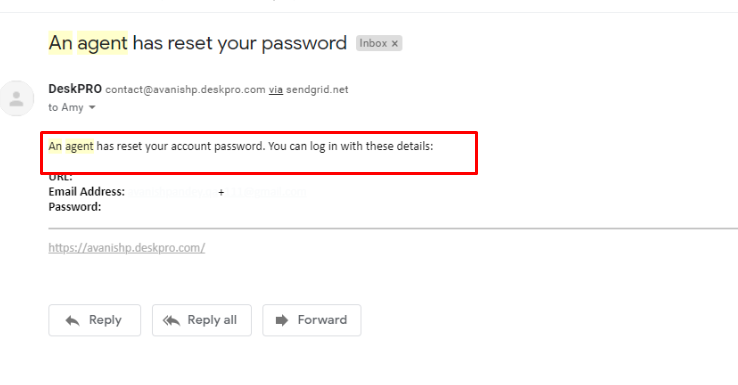 An agent has reset your password Inbox x
DeskPRO contact@avanishp.deskpro.com via sendgrid.net
to Amy
An agent has reset your account password. You can log in with these details:
URL:
Email Address: +
Password:
https://avanishp.deskpro.com/
Reply Reply all Forward